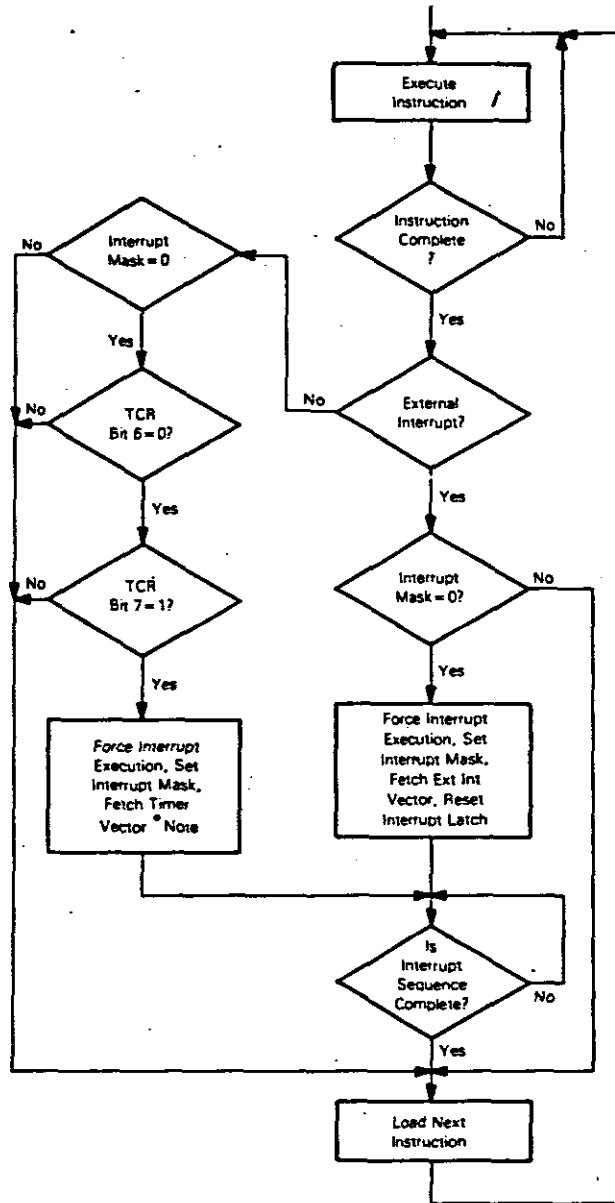 Execute
Instruction
Instruction
Complete
?
No
Yes
External
Interrupt?
No
Yes
Interrupt
Mask = 0?
No
Yes
Force Interrupt
Execution, Set
Interrupt Mask,
Fetch Ext Int
Vector, Reset
Interrupt Latch
Interrupt
Mask = 0
No
Yes
TCR
Bit 6 = 0?
No
Yes
TCR
Bit 7 = 1?
No
Yes
Force Interrupt
Execution, Set
Interrupt Mask,
Fetch Timer
Vector * Note
Is
Interrupt
Sequence
Complete?
No
Yes
Load Next
Instruction